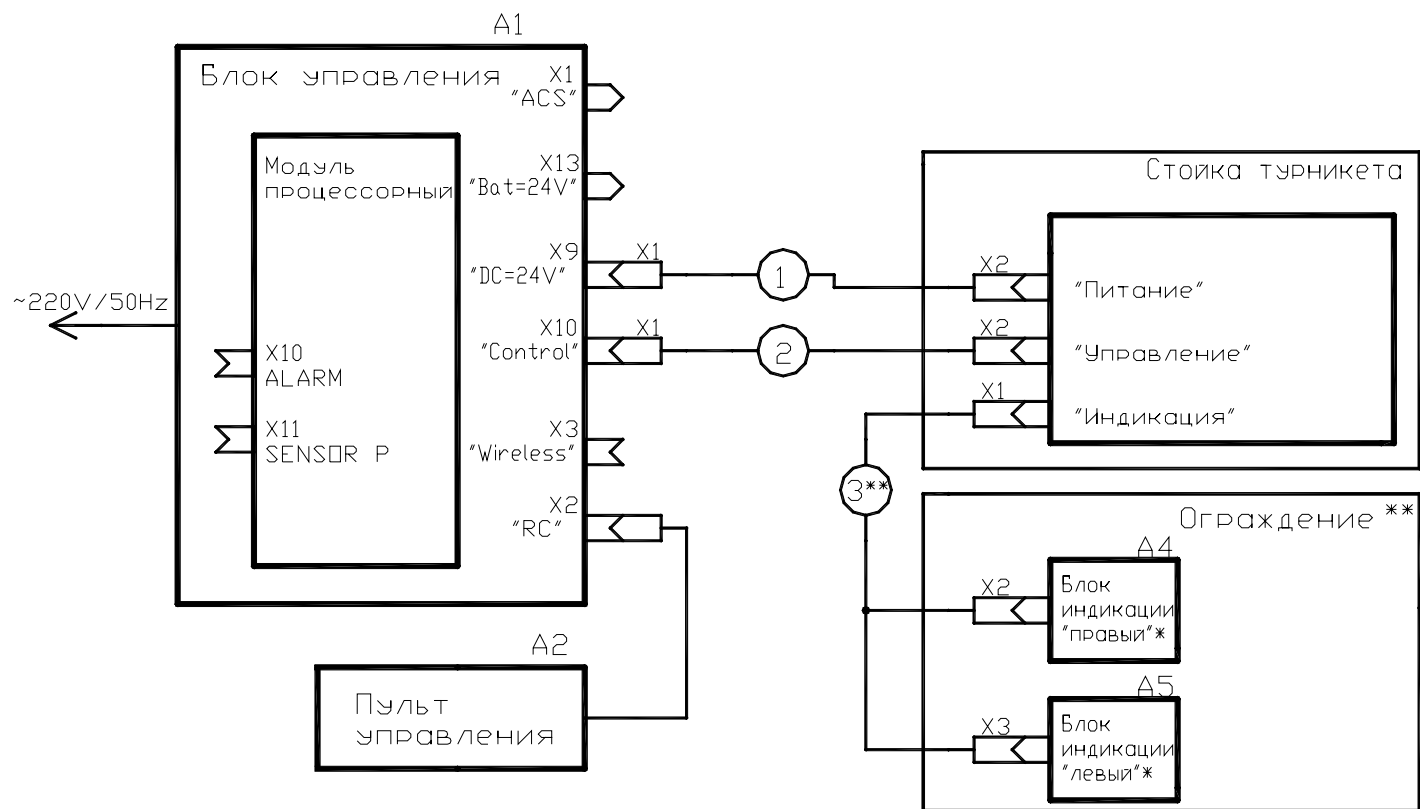 A1
Блок управления
X1
"ACS"
Модуль
процессорный
X13
"Bat=24V"
X9
"DC=24V"
X1
1
X10
"Control"
X1
2
~220V/50Hz
X10
ALARM
X11
SENSOR P
X3
"Wireless"
X2
"RC"
A2
Пульт
управления
Стойка турникета
X2
"Питание"
X2
"Управление"
X1
"Индикация"
3**
Ограждение **
A4
X2
Блок
индикации
"правый"*
A5
X3
Блок
индикации
"левый"*